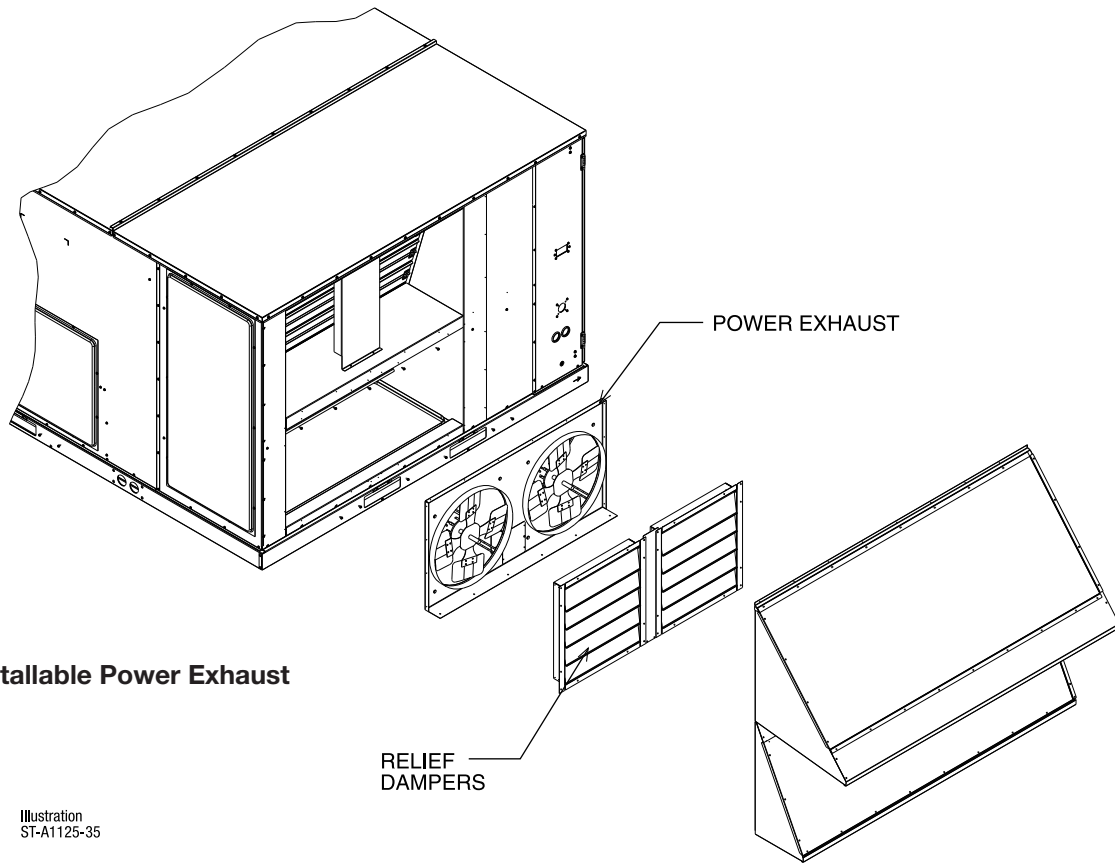 POWER EXHAUST
tallable Power Exhaust
RELIEF
DAMPERS
Illustration
ST-A1125-35